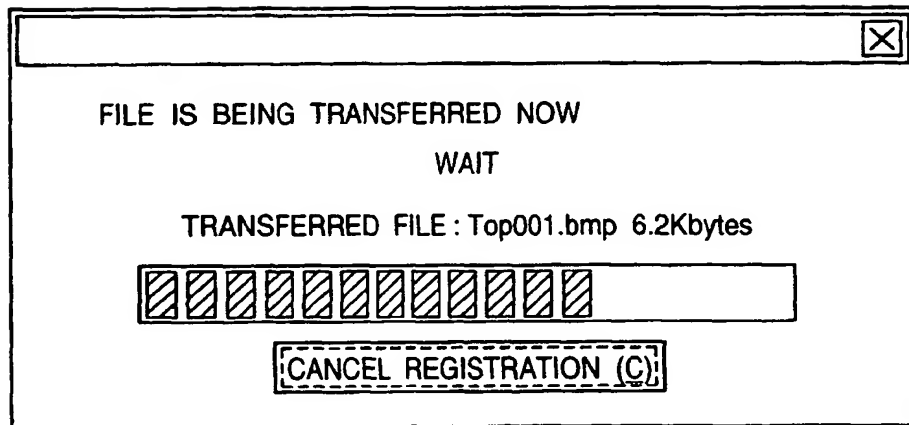 FILE IS BEING TRANSFERRED NOW
WAIT
TRANSFERRED FILE : Top001.bmp 6.2Kbytes
CANCEL REGISTRATION (C)